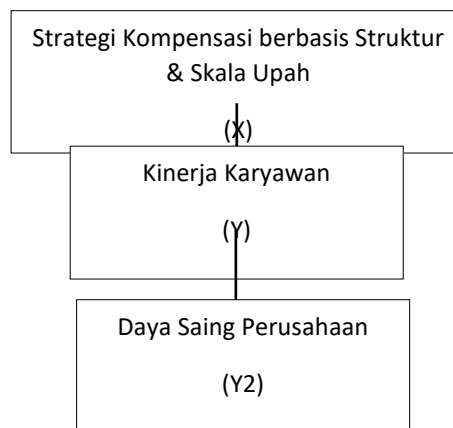 Strategi Kompensasi berbasis Struktur
& Skala Upah
(X)
Kinerja Karyawan
(Y)
Daya Saing Perusahaan
(Y2)